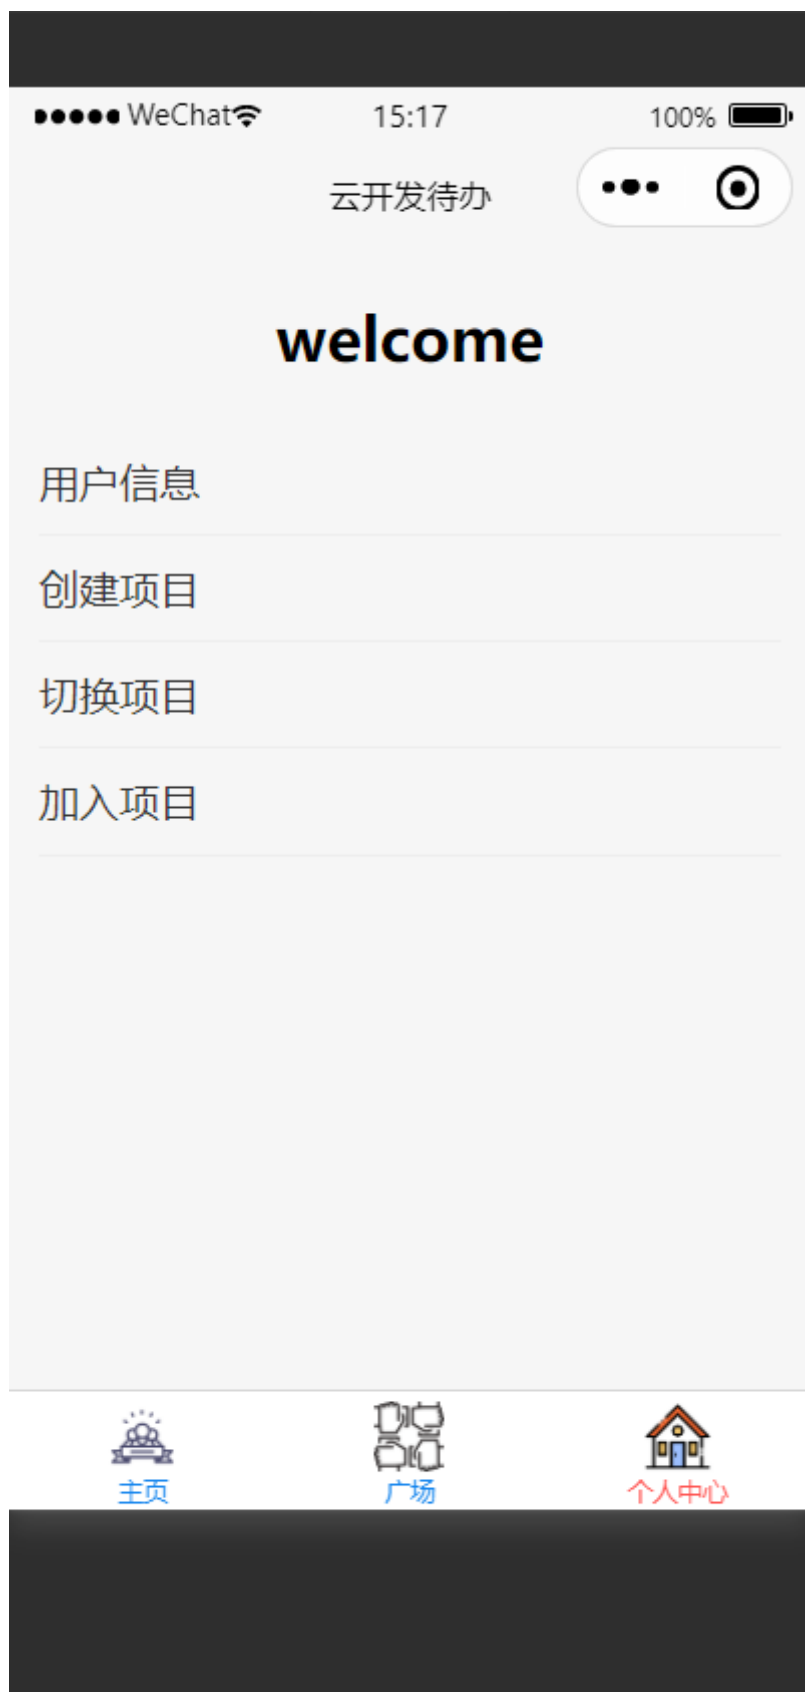 WeChat 15:17 100%
云开发待办
welcome
用户信息
创建项目
切换项目
加入项目
主页 广场 个人中心